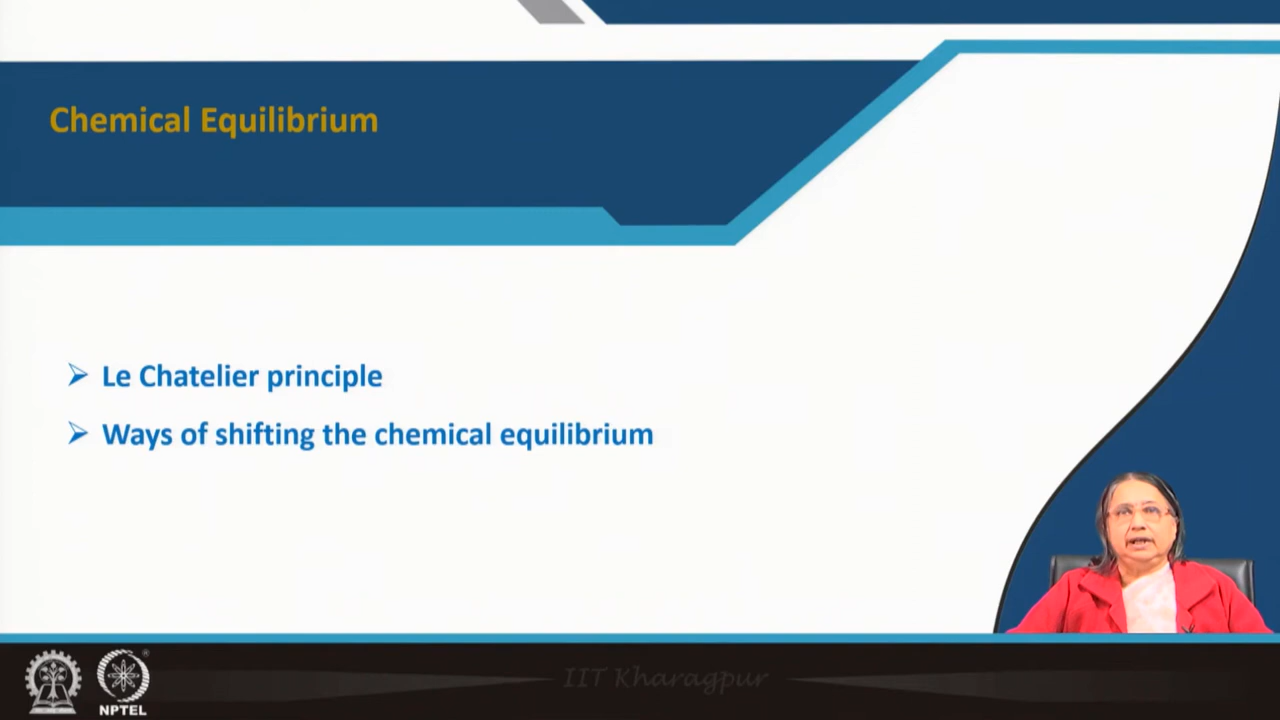 Chemical Equilibrium
Le Chatelier principle
Ways of shifting the chemical equilibrium
IIT Kharagpur
NPTEL